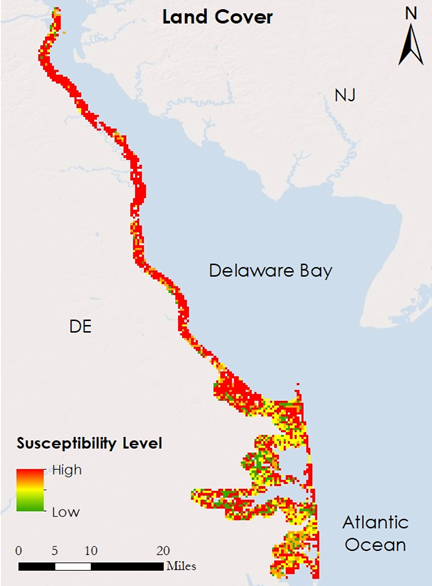 Land Cover
N
NJ
Delaware Bay
DE
Susceptibility Level
High
Low
0 5 10 20
Miles
Atlantic
Ocean